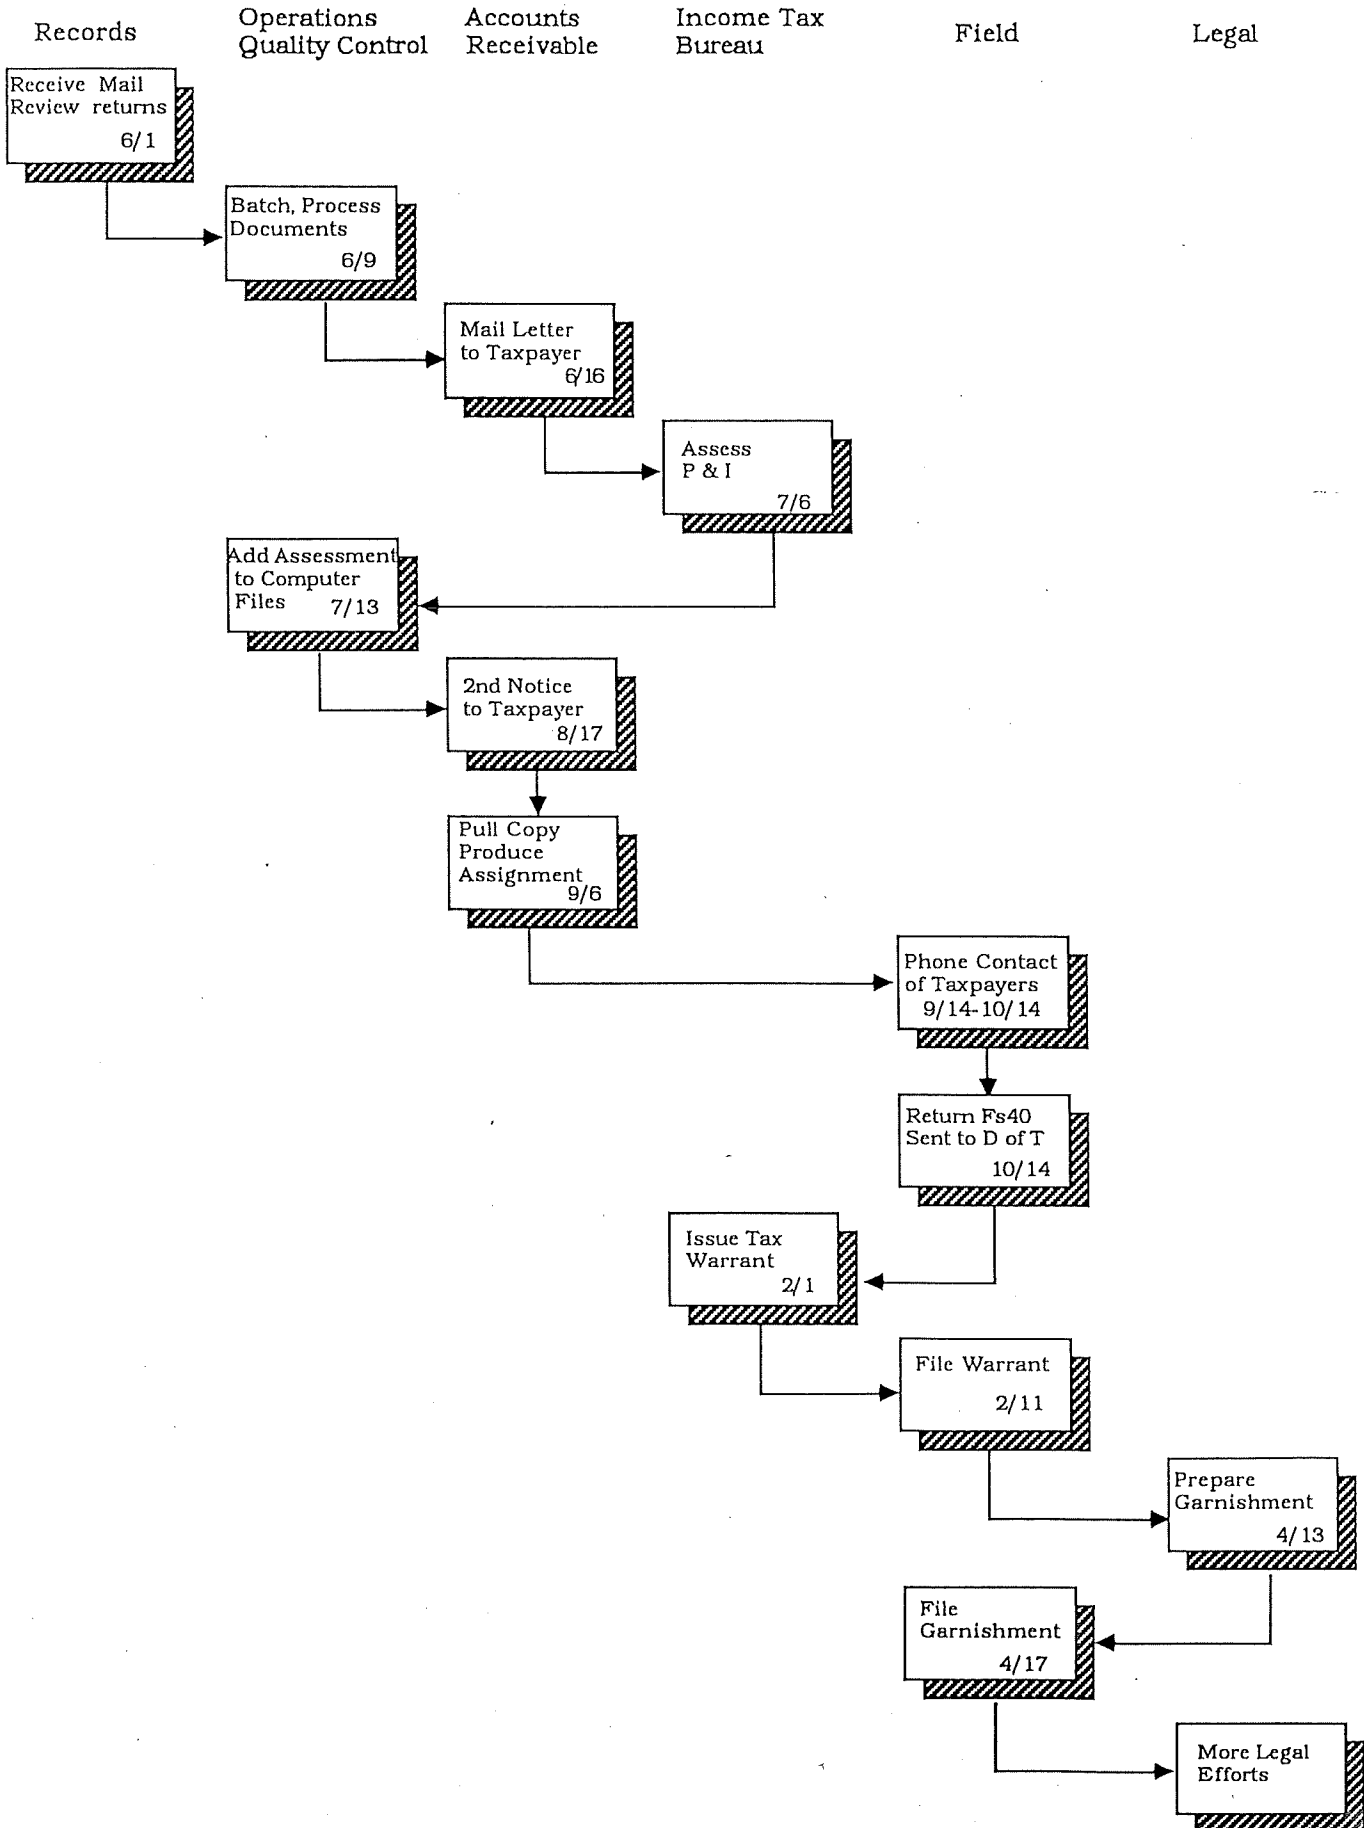 Records
Operations
Quality Control
Accounts
Receivable
Income Tax
Bureau
Field
Legal
Receive Mail
Review returns
6/1
Batch, Process
Documents
6/9
Mail Letter
to Taxpayer
6/16
Assess
P & I
7/6
Add Assessment
to Computer
Files 7/13
2nd Notice
to Taxpayer
8/17
Pull Copy
Produce
Assignment
9/6
Phone Contact
of Taxpayers
9/14-10/14
Return Fs40
Sent to D of T
10/14
Issue Tax
Warrant
2/1
File Warrant
2/11
Prepare
Garnishment
4/13
File
Garnishment
4/17
More Legal
Efforts